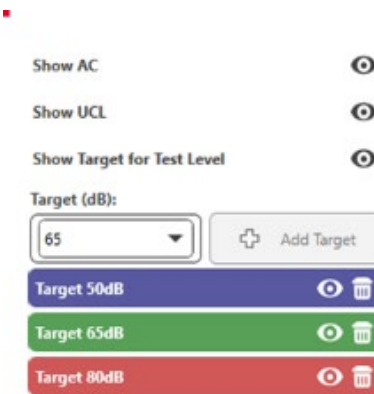 Show AC
Show UCL
Show Target for Test Level
Target (dB):
65
Add Target
Target 50dB
Target 65dB
Target 80dB